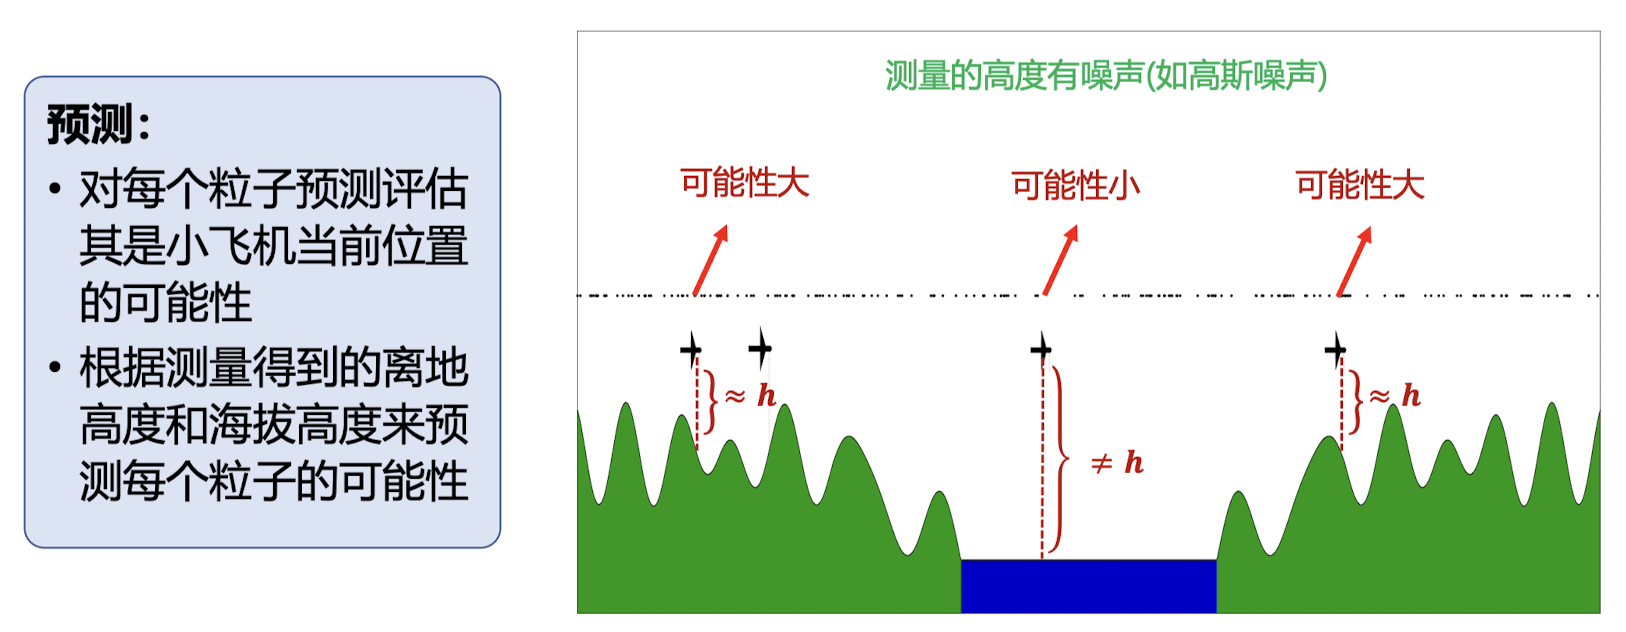 预测：
• 对每个粒子预测评估
其是小飞机当前位置
的可能性
• 根据测量得到的离地
高度和海拔高度来预
测每个粒子的可能性
测量的高度有噪声(如高斯噪声)
可能性大
可能性小
可能性大
≈ h
≠ h
≈ h